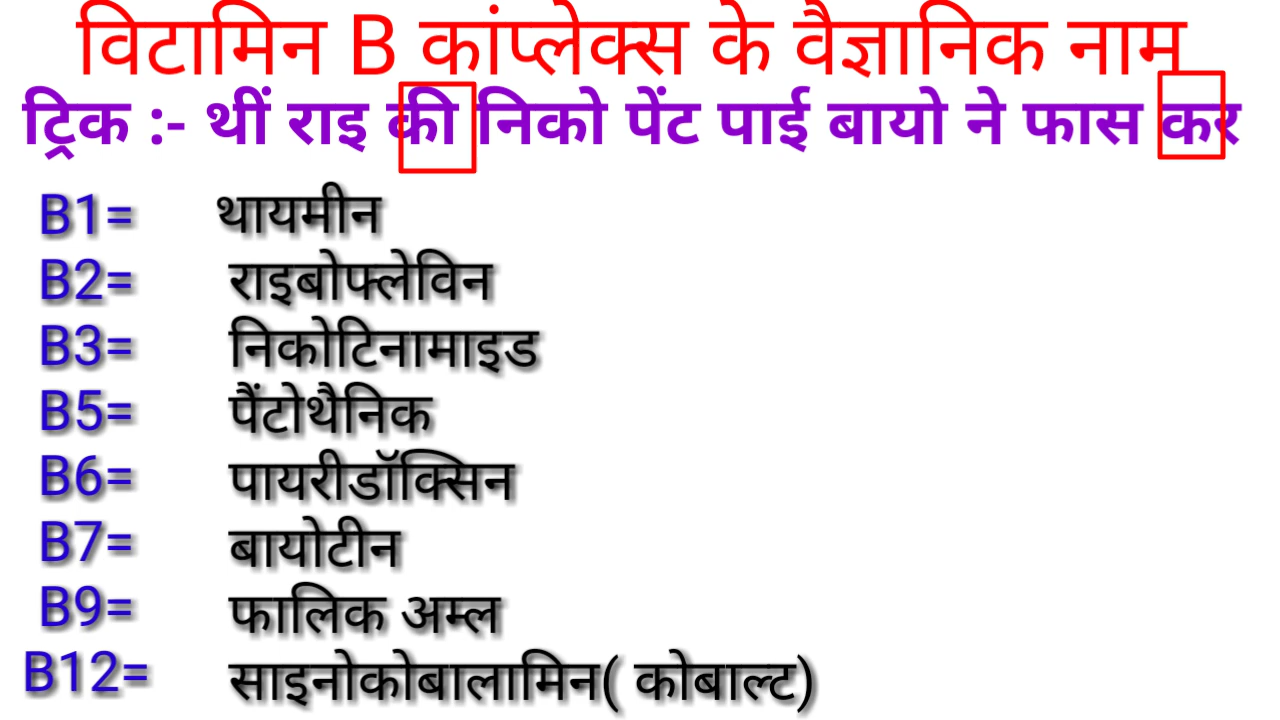 विटामिन B कांप्लेक्स के वैज्ञानिक नाम
ट्रिक :- थीं राइ की निको पेंट पाई बायो ने फास कर
B1= थायमीन
B2= राइबोफ्लेविन
B3= निकोटिनामाइड
B5= पैंटोथैनिक
B6= पायरीडॉक्सिन
B7= बायोटीन
B9= फालिक अम्ल
B12= साइनोकोबालामिन( कोबाल्ट)